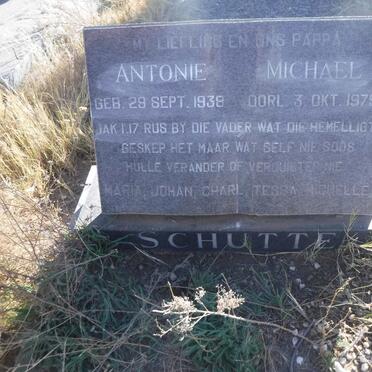 MY LIEFLING EN ONS PAPPA
ANTONIE MICHAEL
GEB. 29 SEPT. 1938 OORL. 3 OKT. 1979
JAK 1.17 RUS BY DIE VADER WAT DIE HEMELLIGTE
GESKEP HET MAAR WAT SELF NIE SOOS
HULLE VERANDER OF VERDUISTER NIE
MARIA, JOHAN, CHARL, TESSA, MICHELLE
SCHUTTE